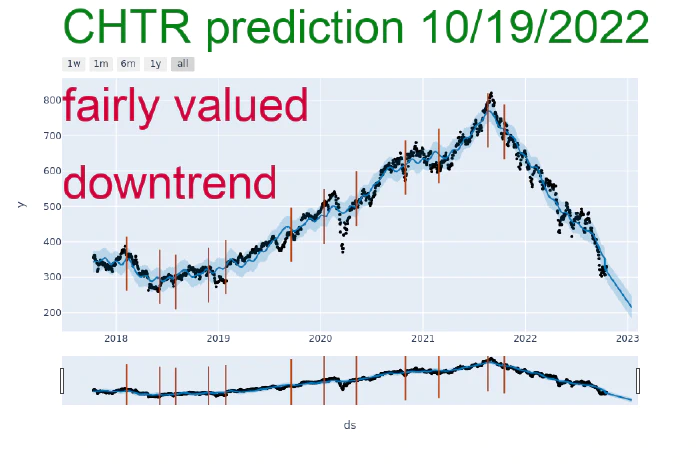 CHTR prediction 10/19/2022
1w 1m 6m 1y all
fairly valued
downtrend
800
700
600
500
400
300
200
y
2018 2019 2020 2021 2022 2023
ds